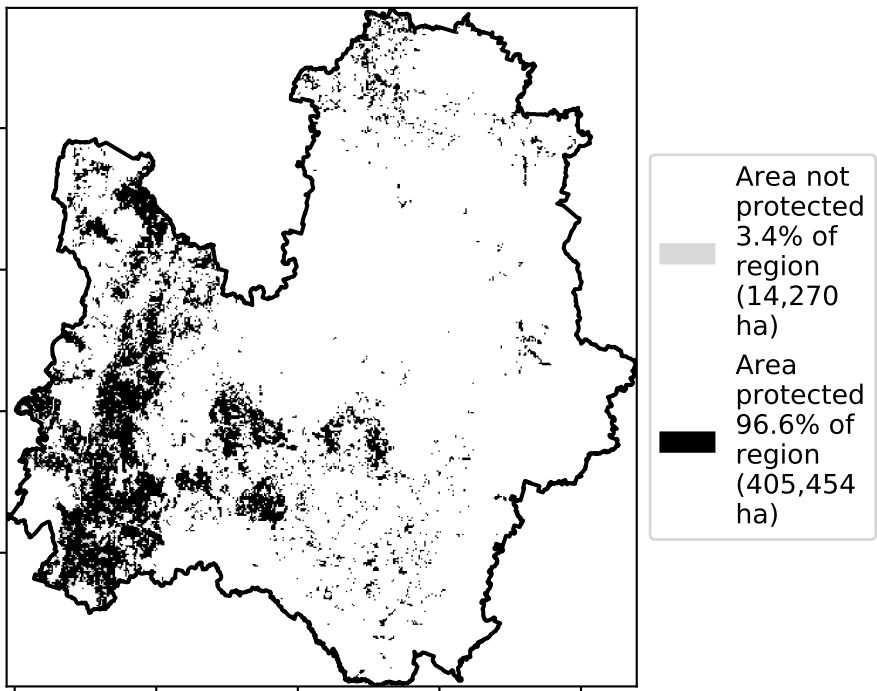 Area not
protected
3.4% of
region
(14,270
ha)
Area
protected
96.6% of
region
(405,454
ha)